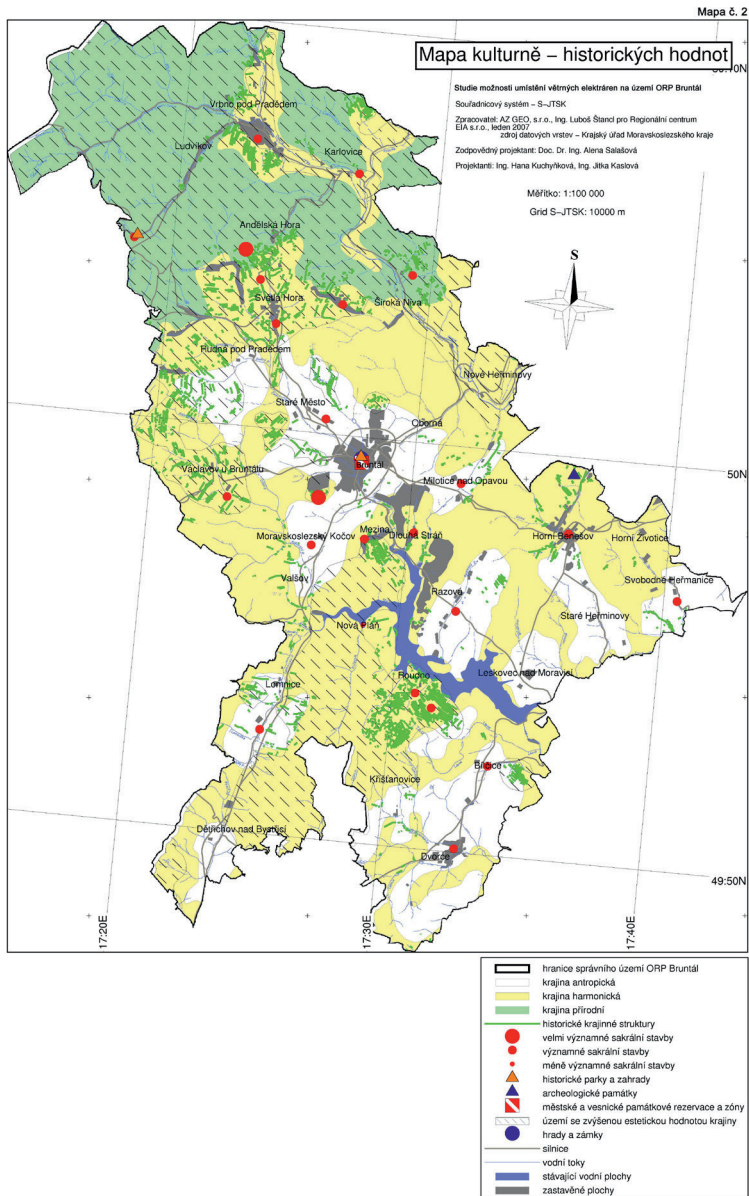 Mapa č. 2
Mapa kulturně – historických hodnot
Studie možnosti umístění větrných elektráren na území ORP Bruntál
Souřadnicový systém – S–JTSK
Zpracovatel: AZ GEO, s.r.o., Ing. Luboš Štancl pro Regionální centrum
EIA s.r.o., leden 2007
zdroj datových vrstev – Krajský úřad Moravskoslezského kraje
Zodpovědný projektant: Doc. Dr. Ing. Alena Salašová
Projektanti: Ing. Hana Kuchyňková, Ing. Jitka Kaslová
Měřítko: 1:100 000
Grid S–JTSK: 10000 m
S
Vrbno pod Pradědem
Ludvíkov
Karlovice
Andělská Hora
Světlá Hora
Široká Niva
Rudná pod Pradědem
Nové Heřminovy
Staré Město
Oborná
Bruntál
50N
Václavov u Bruntálu
Milotice nad Opavou
Mezina
Moravskoslezský Kočov
Dlouhá Stráň
Horní Benešov
Horní Životice
Valšov
Svobodné Heřmanice
Razová
Staré Heřminovy
Nová Pláň
Leskovec nad Moravicí
Roudno
Lomnice
Křišťanovice
Bílčice
Dětřichov nad Bystřicí
Dvorce
49:50N
17:20E
17:30E
17:40E
hranice správního území ORP Bruntál
krajina antropická
krajina harmonická
krajina přírodní
historické krajinné struktury
velmi významné sakrální stavby
významné sakrální stavby
méně významné sakrální stavby
historické parky a zahrady
archeologické památky
městské a vesnické památkové rezervace a zóny
území se zvýšenou estetickou hodnotou krajiny
hrady a zámky
silnice
vodní toky
stávající vodní plochy
zastavěné plochy